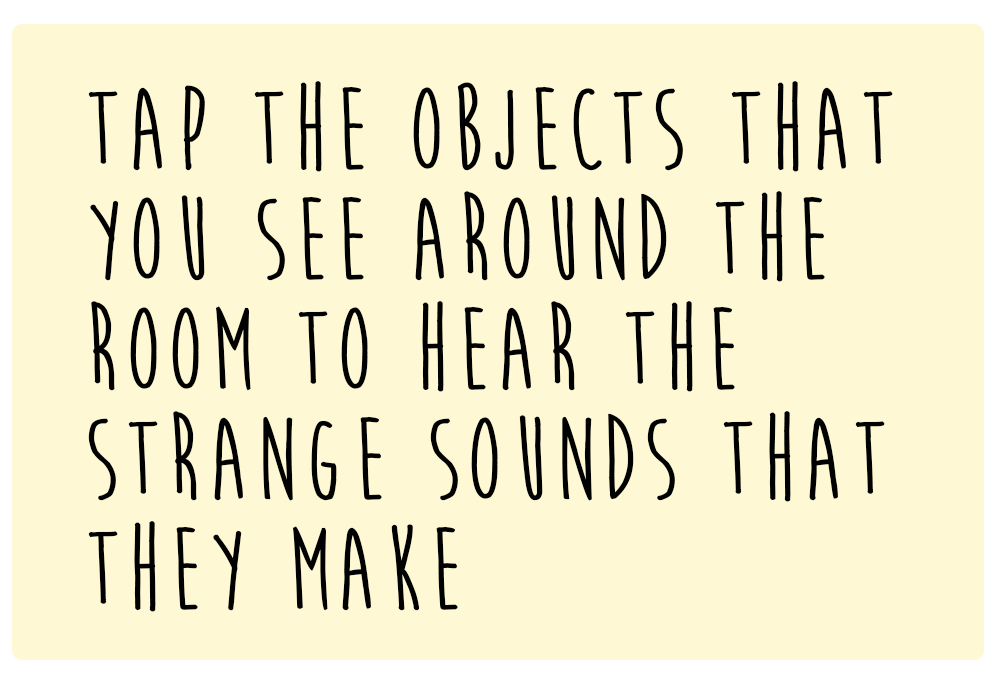 TAP THE OBJECTS THAT
YOU SEE AROUND THE
ROOM TO HEAR THE
STRANGE SOUNDS THAT
THEY MAKE